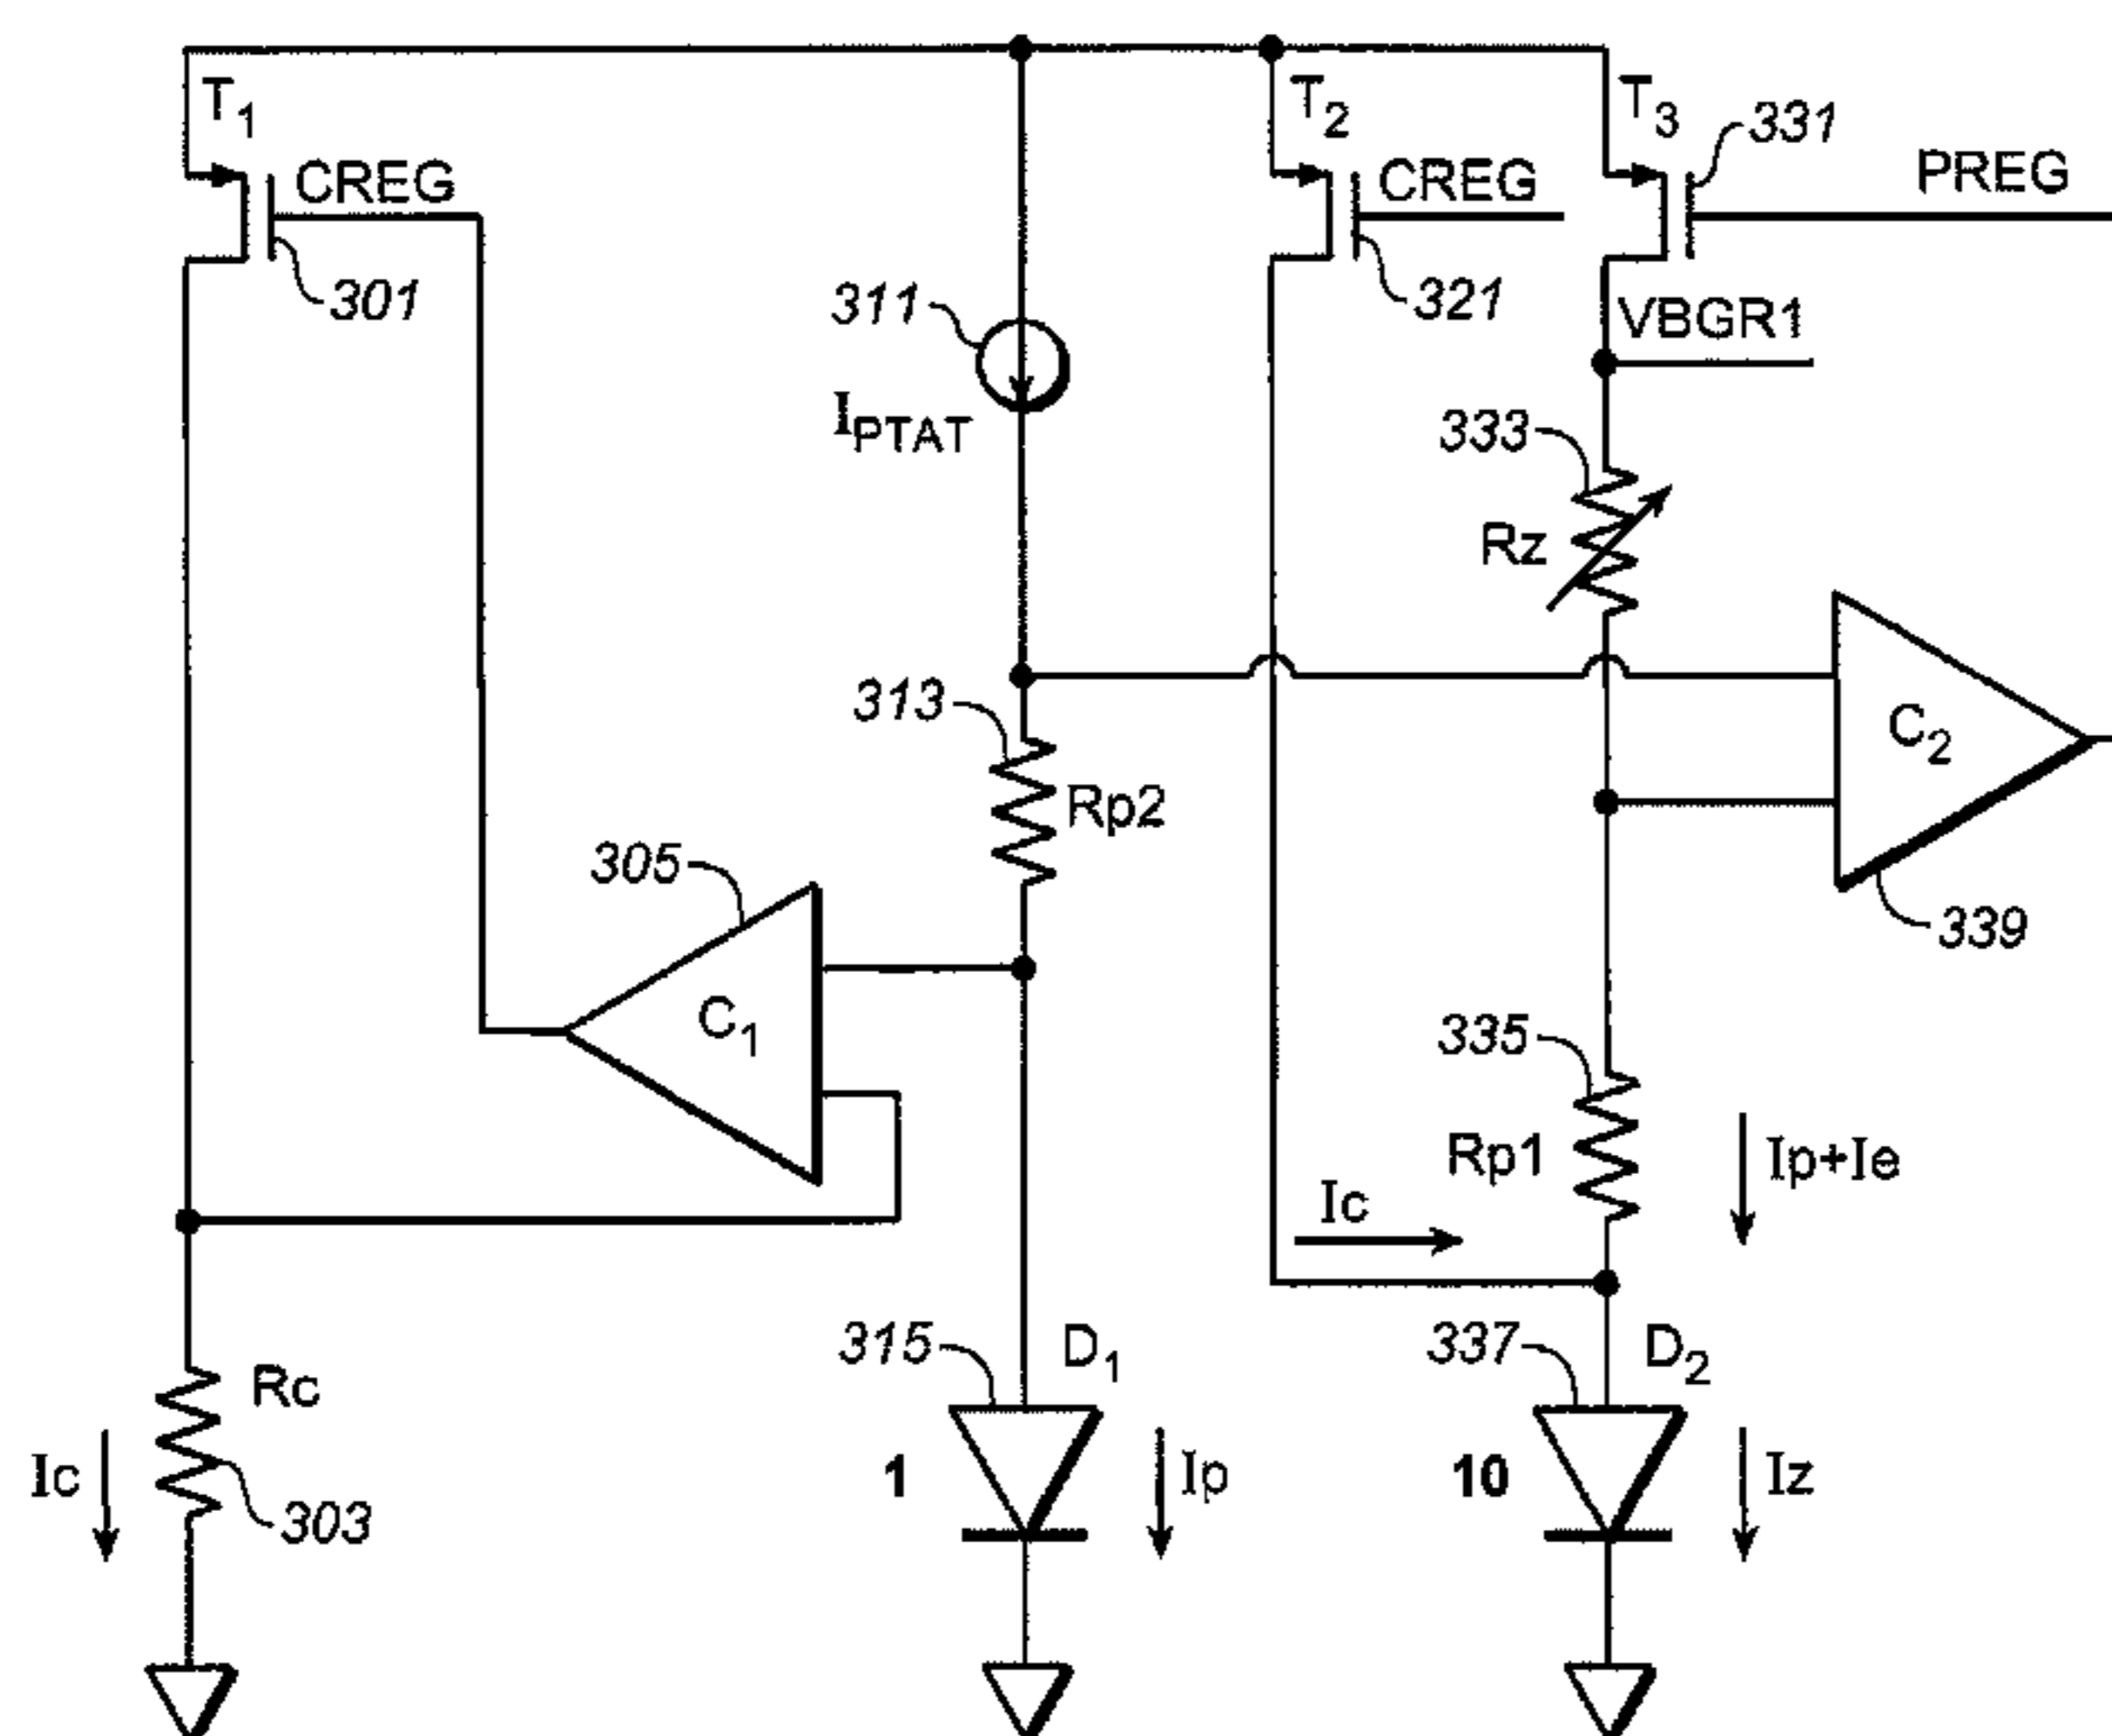 T1
T2
T3
331
CREG
CREG
PREG
301
311
321
VBGR1
IPTAT
333
Rz
313
C2
Rp2
305
339
C1
335
Rp1
Ip+Ie
Ic
315
D1
337
D2
Rc
Ic
1
Ip
10
Iz
303